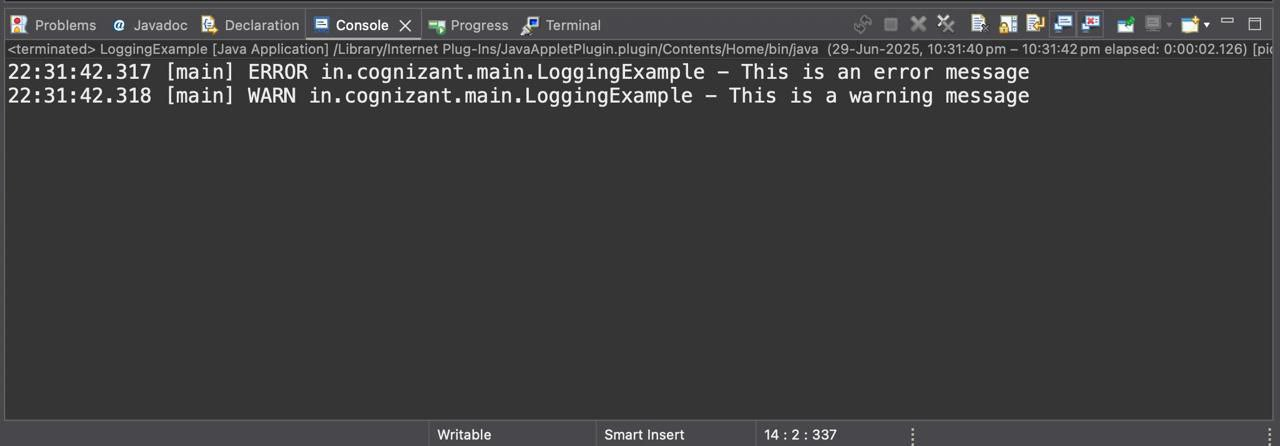 Problems @ Javadoc Declaration Console Progress Terminal
<terminated> LoggingExample [Java Application] /Library/Internet Plug-Ins/JavaAppletPlugin.plugin/Contents/Home/bin/java (29-Jun-2025, 10:31:40 pm – 10:31:42 pm elapsed: 0:00:02.126) [pid
22:31:42.317 [main] ERROR in.cognizant.main.LoggingExample – This is an error message
22:31:42.318 [main] WARN in.cognizant.main.LoggingExample – This is a warning message
Writable Smart Insert 14 : 2 : 337